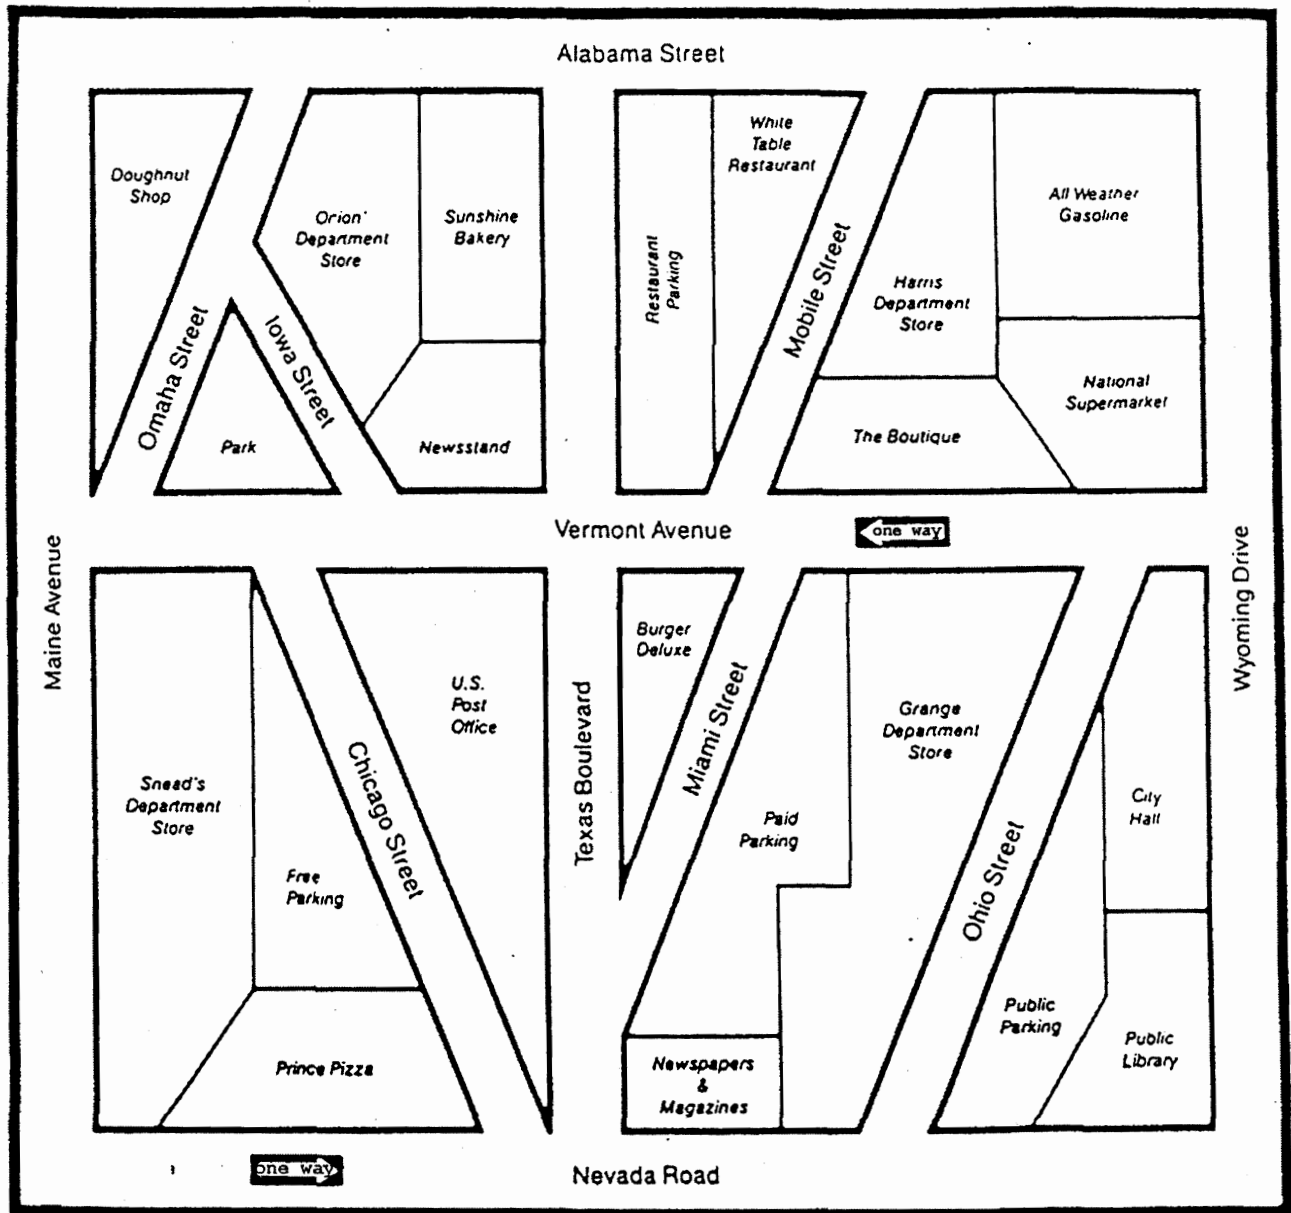 Alabama Street
Doughnut
Shop
Orion'
Department
Store
Sunshine
Bakery
Restaurant
Parking
White
Table
Restaurant
Mobile Street
Harris
Department
Store
All Weather
Gasoline
National
Supermarket
The Boutique
Omaha Street
Iowa Street
Park
Newsstand
Vermont Avenue
one way
Maine Avenue
Wyoming Drive
Snead's
Department
Store
Free
Parking
Chicago Street
U.S.
Post
Office
Prince Pizza
Texas Boulevard
Burger
Deluxe
Miami Street
Paid
Parking
Grange
Department
Store
Newspapers
&
Magazines
Ohio Street
City
Hall
Public
Parking
Public
Library
one way
Nevada Road